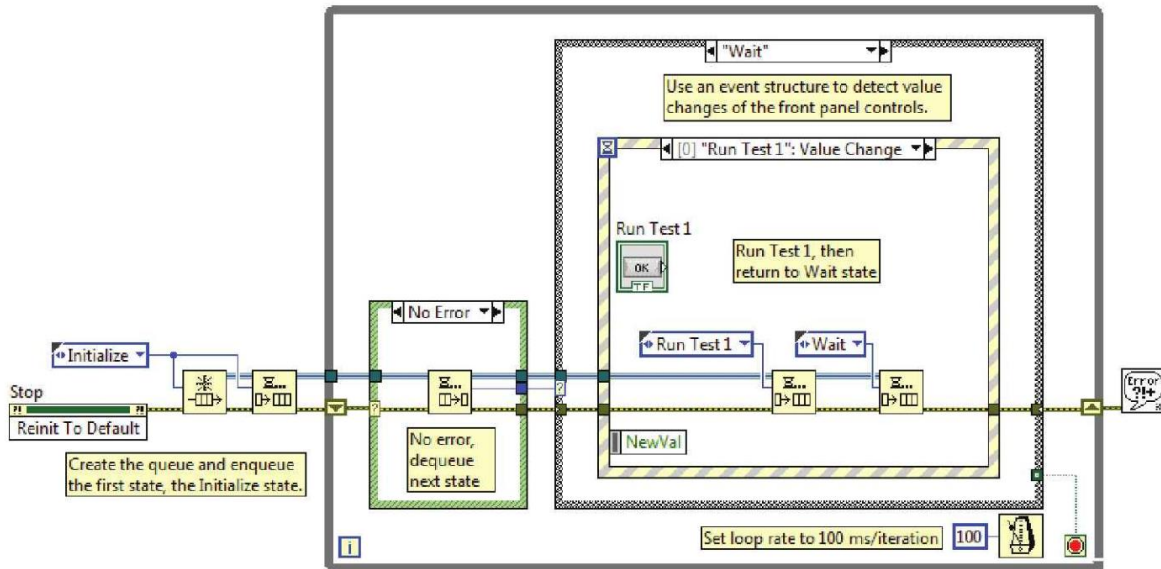 "Wait"
Use an event structure to detect value
changes of the front panel controls.
[0] "Run Test 1": Value Change
Run Test 1
OK
TF
Run Test 1, then
return to Wait state
No Error
Initialize
Run Test 1
Wait
Stop
Reinit To Default
Error
?!+
No error,
dequeue
next state
NewVal
Create the queue and enqueue
the first state, the Initialize state.
Set loop rate to 100 ms/iteration
100
i